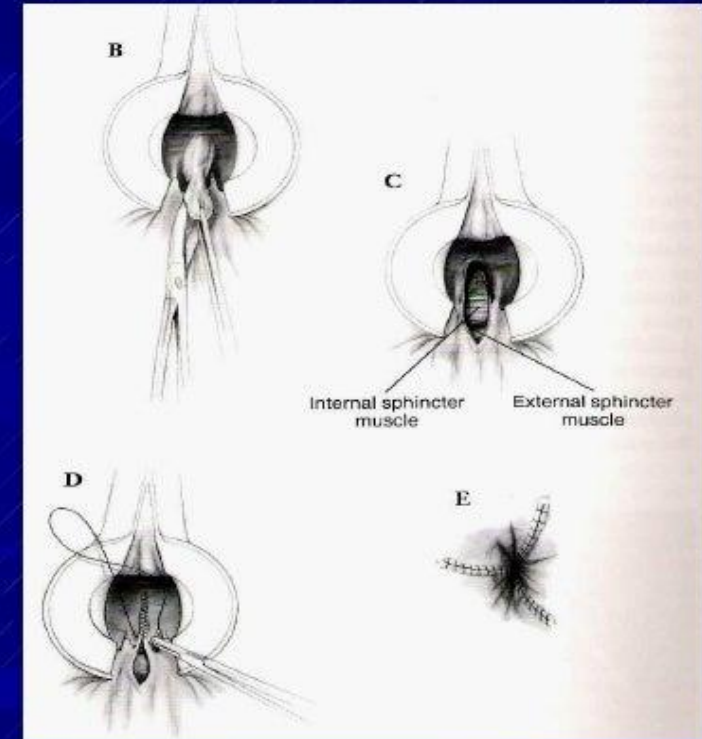 B
C
Internal sphincter
muscle
External sphincter
muscle
D
E